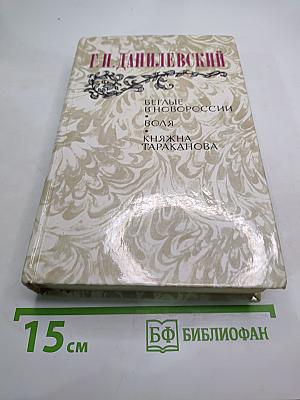 Г.П. ДАНИЛЕВСКИЙ
БЕГЛЫЕ
В НОВОРОССИИ
•
ВОЛЯ
•
КНЯЖНА
ТАРАКАНОВА
15 см
БФ БИБЛИОФАН